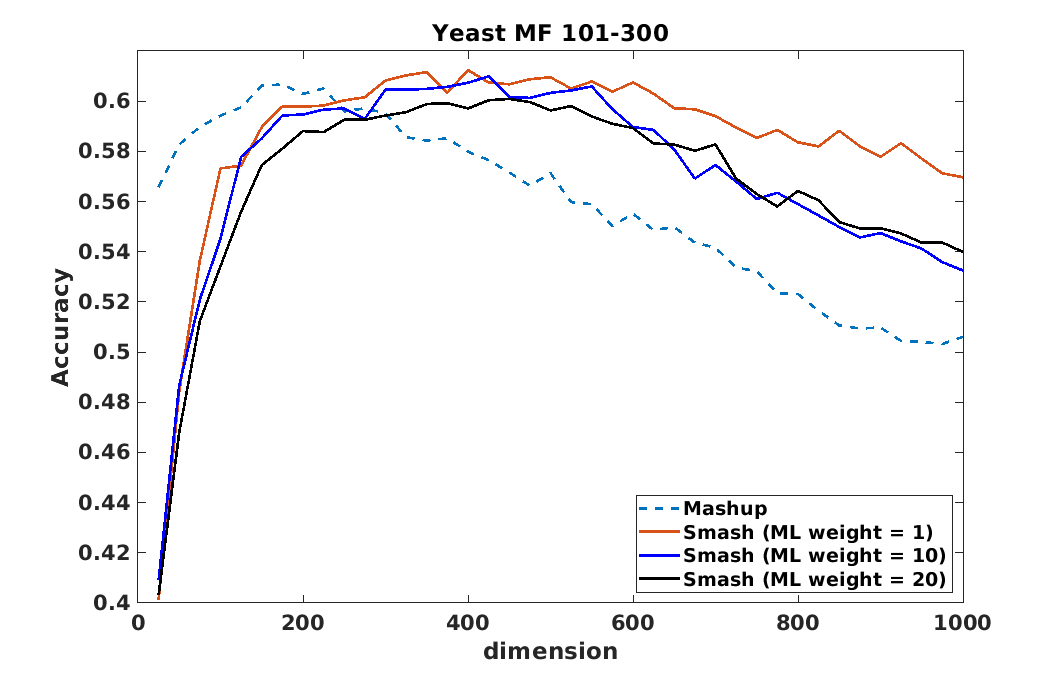 Yeast MF 101-300
Accuracy
0.6
0.58
0.56
0.54
0.52
0.5
0.48
0.46
0.44
0.42
0.4
0 200 400 600 800 1000
dimension
Mashup
Smash (ML weight = 1)
Smash (ML weight = 10)
Smash (ML weight = 20)